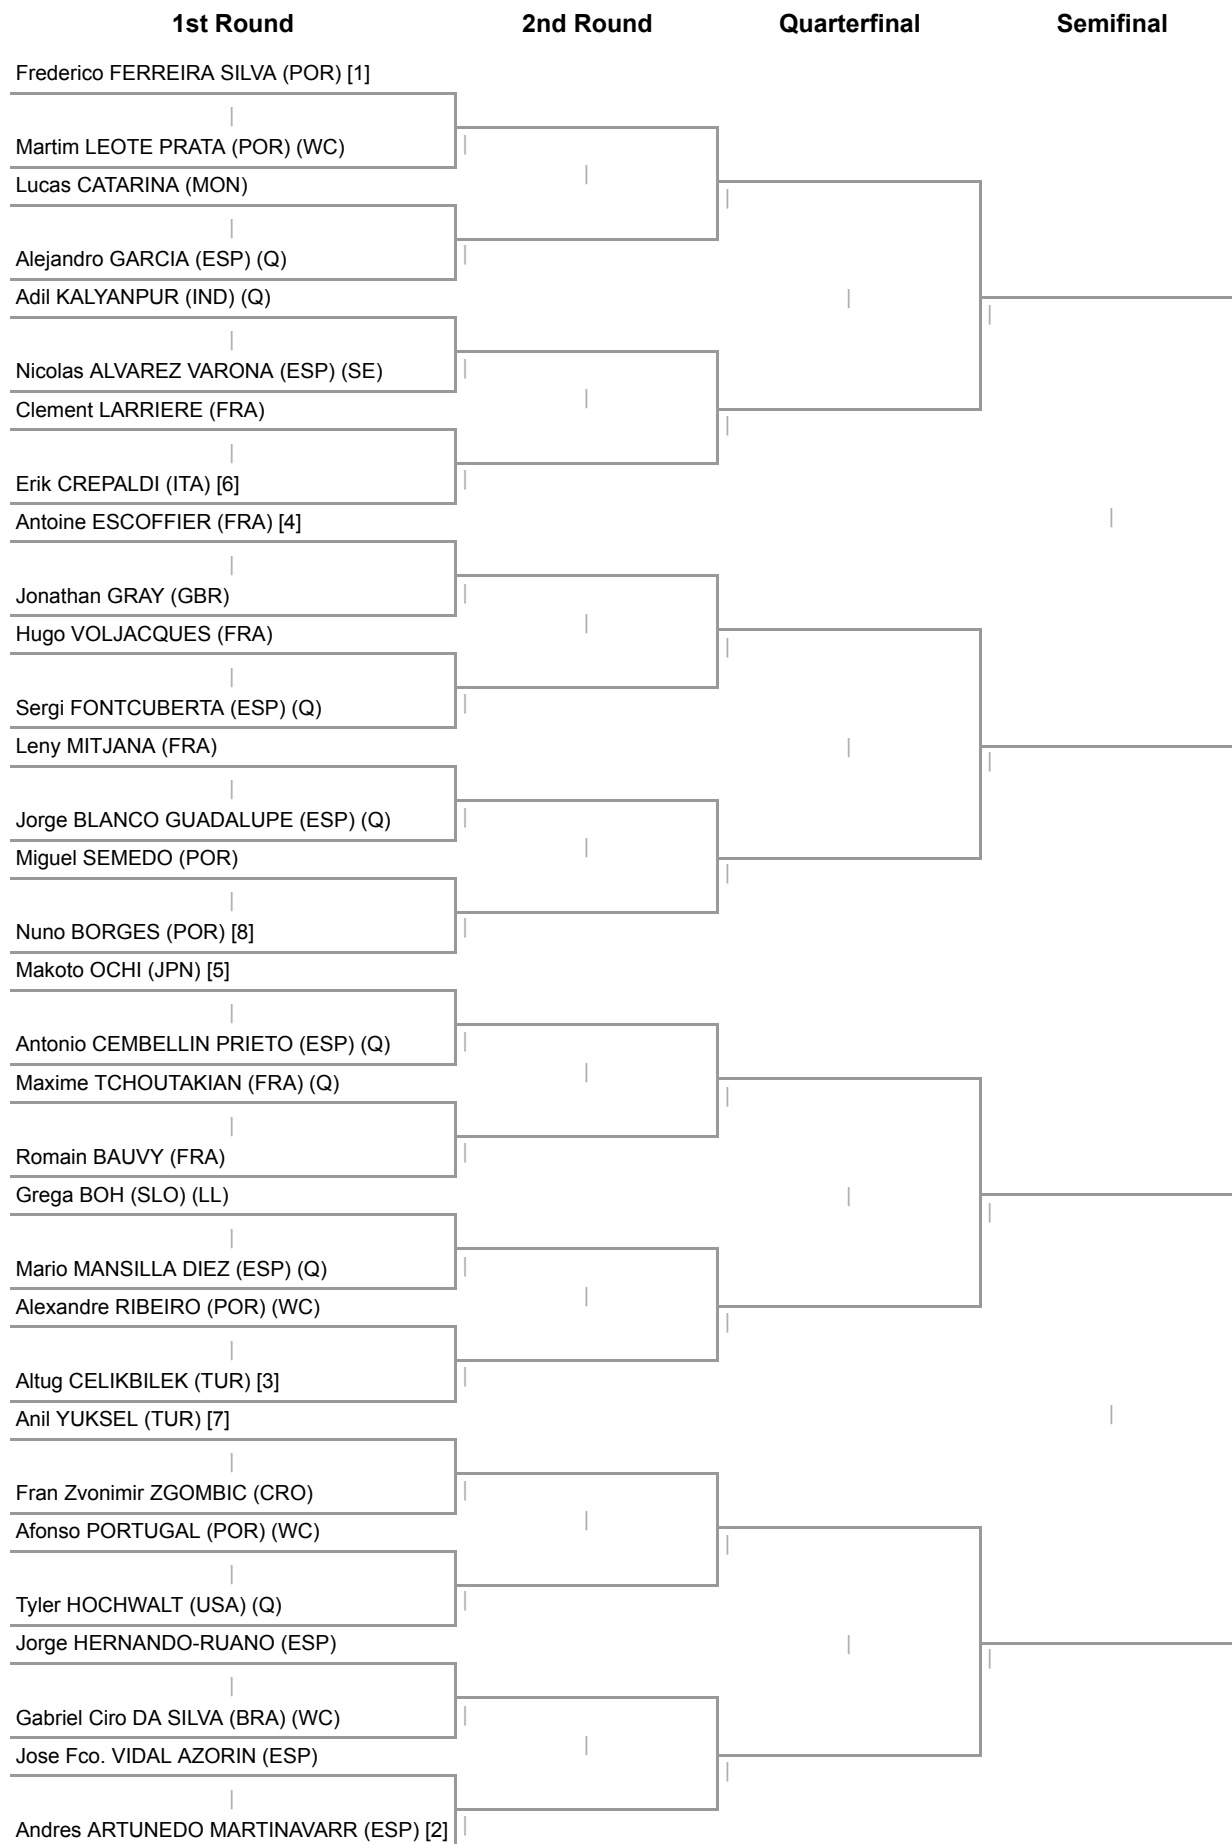 1st Round 2nd Round Quarterfinal Semifinal
Frederico FERREIRA SILVA (POR) [1]
Martim LEOTE PRATA (POR) (WC)
Lucas CATARINA (MON)
Alejandro GARCIA (ESP) (Q)
Adil KALYANPUR (IND) (Q)
Nicolas ALVAREZ VARONA (ESP) (SE)
Clement LARRIERE (FRA)
Erik CREPALDI (ITA) [6]
Antoine ESCOFFIER (FRA) [4]
Jonathan GRAY (GBR)
Hugo VOLJACQUES (FRA)
Sergi FONTCUBERTA (ESP) (Q)
Leny MITJANA (FRA)
Jorge BLANCO GUADALUPE (ESP) (Q)
Miguel SEMEDO (POR)
Nuno BORGES (POR) [8]
Makoto OCHI (JPN) [5]
Antonio CEMBELLIN PRIETO (ESP) (Q)
Maxime TCHOUTAKIAN (FRA) (Q)
Romain BAUVY (FRA)
Grega BOH (SLO) (LL)
Mario MANSILLA DIEZ (ESP) (Q)
Alexandre RIBEIRO (POR) (WC)
Altug CELIKBILEK (TUR) [3]
Anil YUKSEL (TUR) [7]
Fran Zvonimir ZGOMBIC (CRO)
Afonso PORTUGAL (POR) (WC)
Tyler HOCHWALT (USA) (Q)
Jorge HERNANDO-RUANO (ESP)
Gabriel Ciro DA SILVA (BRA) (WC)
Jose Fco. VIDAL AZORIN (ESP)
Andres ARTUNEDO MARTINAVARR (ESP) [2]